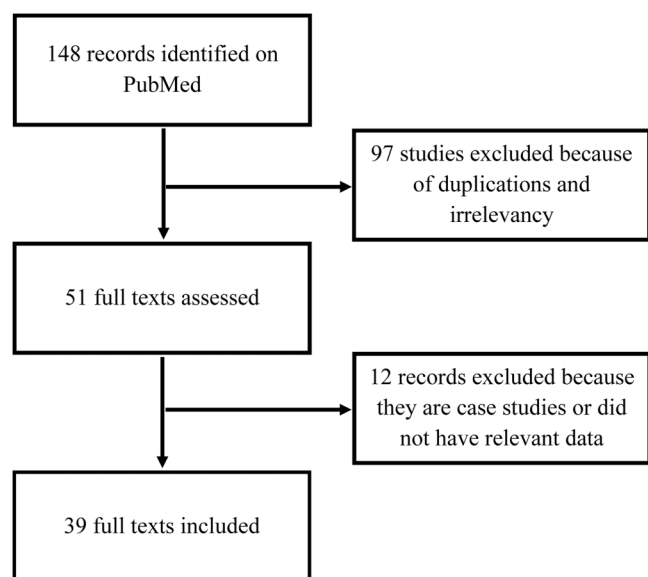 148 records identified on
PubMed
97 studies excluded because
of duplications and
irrelevancy
51 full texts assessed
12 records excluded because
they are case studies or did
not have relevant data
39 full texts included